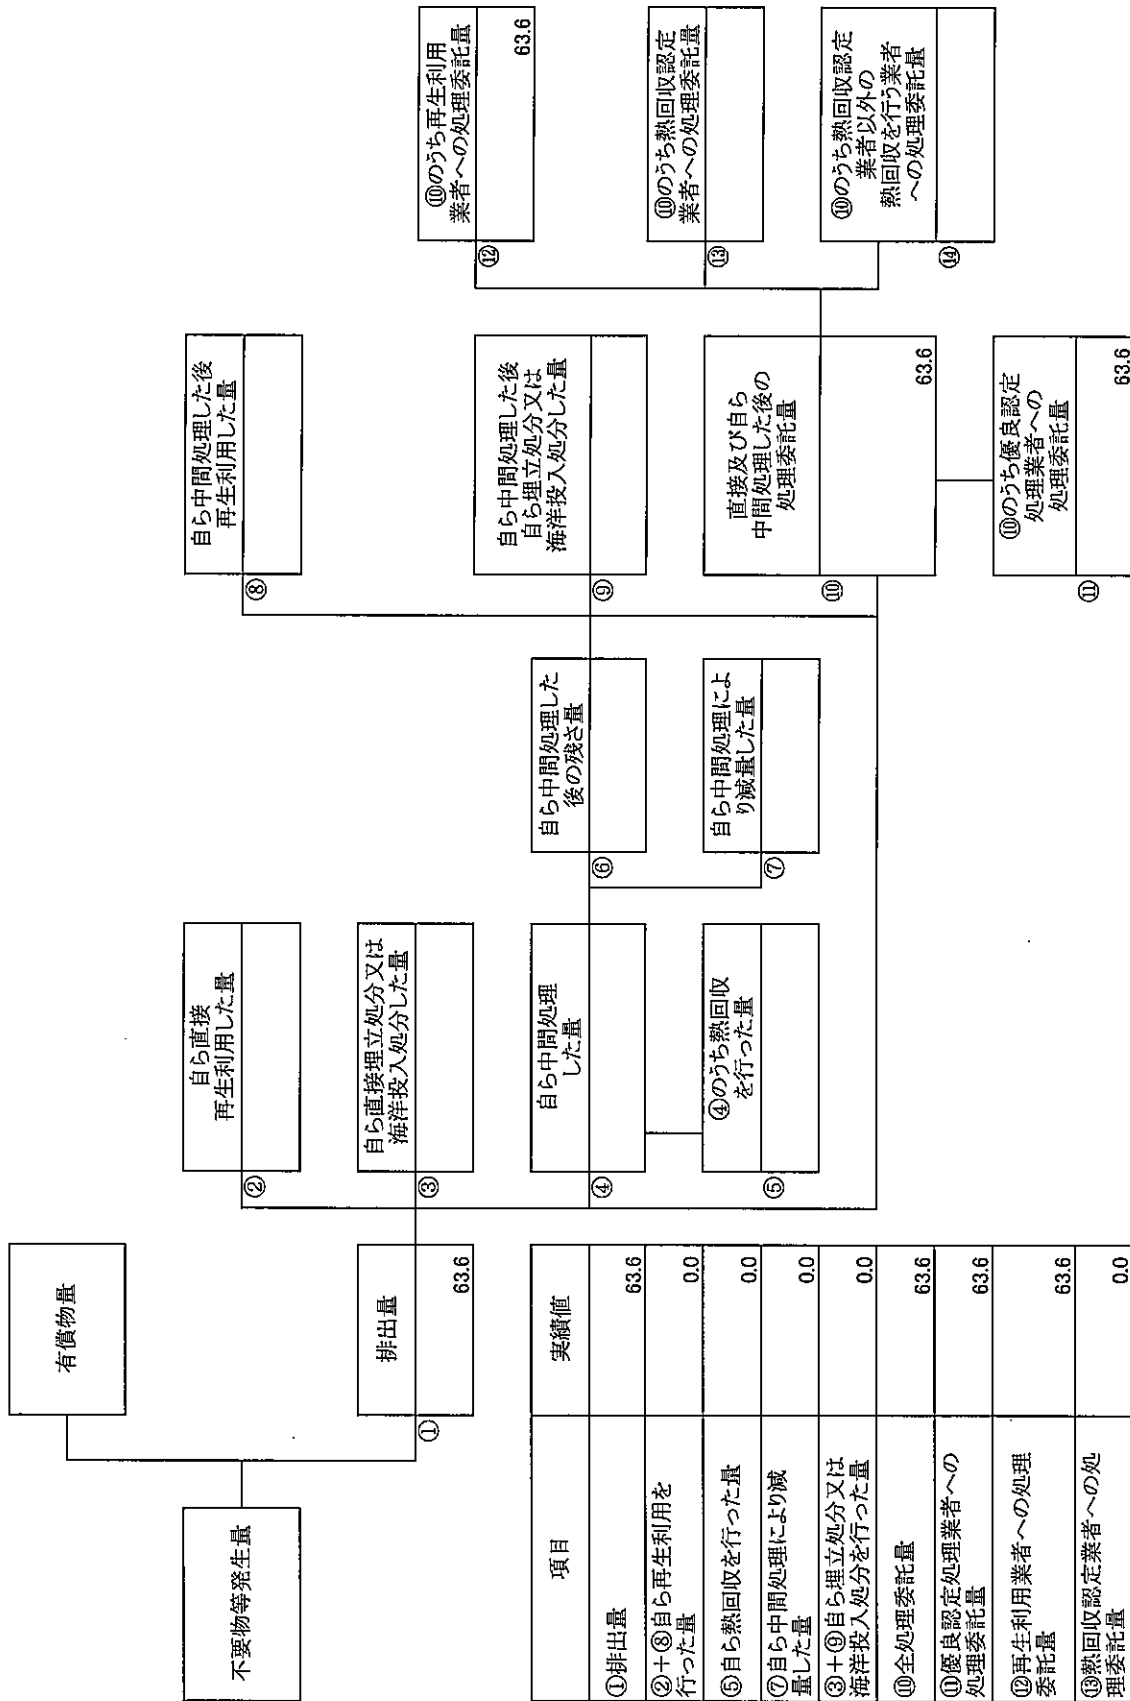 不要物等発生量
有償物量
①
排出量
63.6
②
自ら直接
再生利用した量
③
自ら直接埋立処分又は
海洋投入処分した量
④
自ら中間処理
した量
⑤
④のうち熱回収
を行った量
⑥
自ら中間処理した
後の残さ量
⑦
自ら中間処理によ
り減量した量
⑧
自ら中間処理した後
再生利用した量
⑨
自ら中間処理した後
自ら埋立処分又は
海洋投入処分した量
⑩
直接及び自ら
中間処理した後の
処理委託量
63.6
⑪
⑩のうち優良認定
処理業者への
処理委託量
63.6
⑫
⑩のうち再生利用
業者への処理委託量
63.6
⑬
⑩のうち熱回収認定
業者への処理委託量
⑭
⑩のうち熱回収認定
業者以外の
熱回収を行う業者
への処理委託量
項目 実績値
①排出量 63.6
②+⑧自ら再生利用を
行った量 0.0
⑤自ら熱回収を行った量 0.0
⑦自ら中間処理により減
量した量 0.0
③+⑨自ら埋立処分又は
海洋投入処分を行った量 0.0
⑩全処理委託量 63.6
⑪優良認定処理業者への
処理委託量 63.6
⑫再生利用業者への処理
委託量 63.6
⑬熱回収認定業者への処
理委託量 0.0